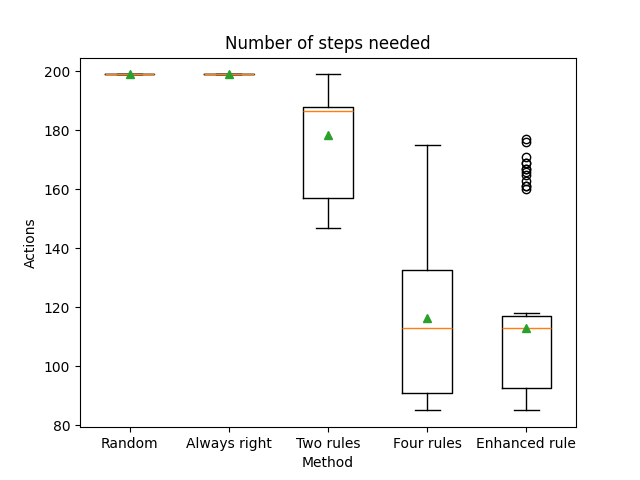 Number of steps needed
Actions
200
180
160
140
120
100
80
Random Always right Two rules Four rules Enhanced rule
Method